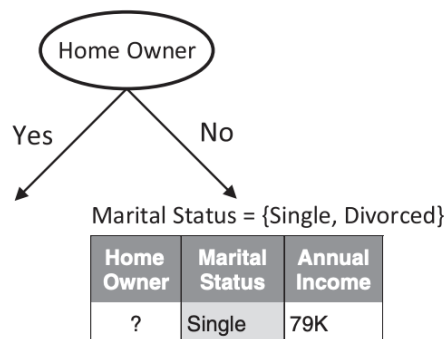 Home Owner
Yes
No
Marital Status = {Single, Divorced}
Home Marital Annual
Owner Status Income
? Single 79K